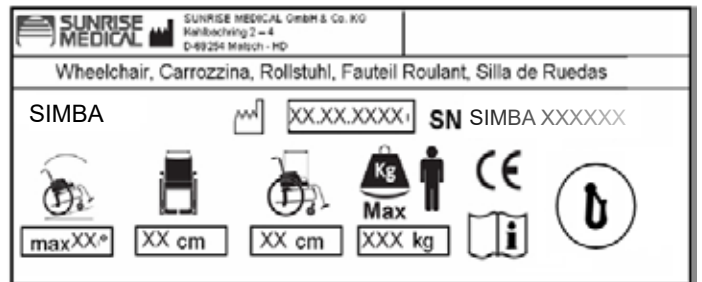 SUNRISE MEDICAL
SUNRISE MEDICAL GmbH & Co. KG
Kahlbachring 2 – 4
D-69254 Malsch - HD
Wheelchair, Carrozzina, Rollstuhl, Fauteil Roulant, Silla de Ruedas
SIMBA
XX.XX.XXXX
SN SIMBA XXXXXX
Kg
Max
CE
i
maxXX.°
XX cm
XX cm
XXX kg